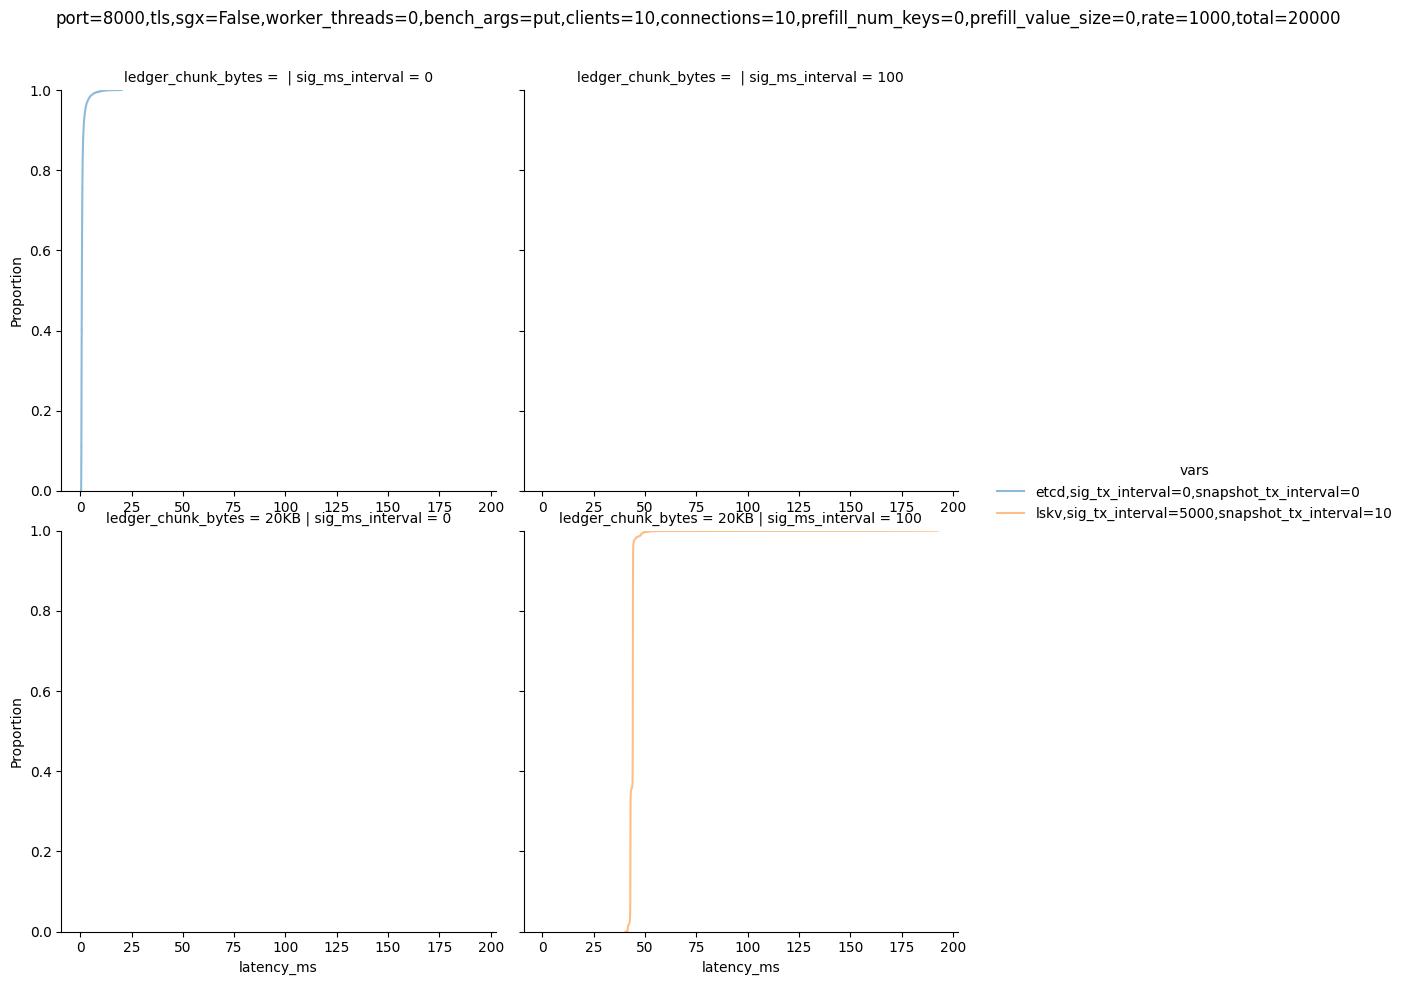 port=8000,tls,sgx=False,worker_threads=0,bench_args=put,clients=10,connections=10,prefill_num_keys=0,prefill_value_size=0,rate=1000,total=20000
ledger_chunk_bytes =  | sig_ms_interval = 0
ledger_chunk_bytes =  | sig_ms_interval = 100
1.0
0.8
0.6
0.4
0.2
0.0
Proportion
0 25 50 75 100 125 150 175 200
0 25 50 75 100 125 150 175 200
vars
etcd,sig_tx_interval=0,snapshot_tx_interval=0
lskv,sig_tx_interval=5000,snapshot_tx_interval=10
ledger_chunk_bytes = 20KB | sig_ms_interval = 0
ledger_chunk_bytes = 20KB | sig_ms_interval = 100
1.0
0.8
0.6
0.4
0.2
0.0
Proportion
0 25 50 75 100 125 150 175 200
0 25 50 75 100 125 150 175 200
latency_ms
latency_ms